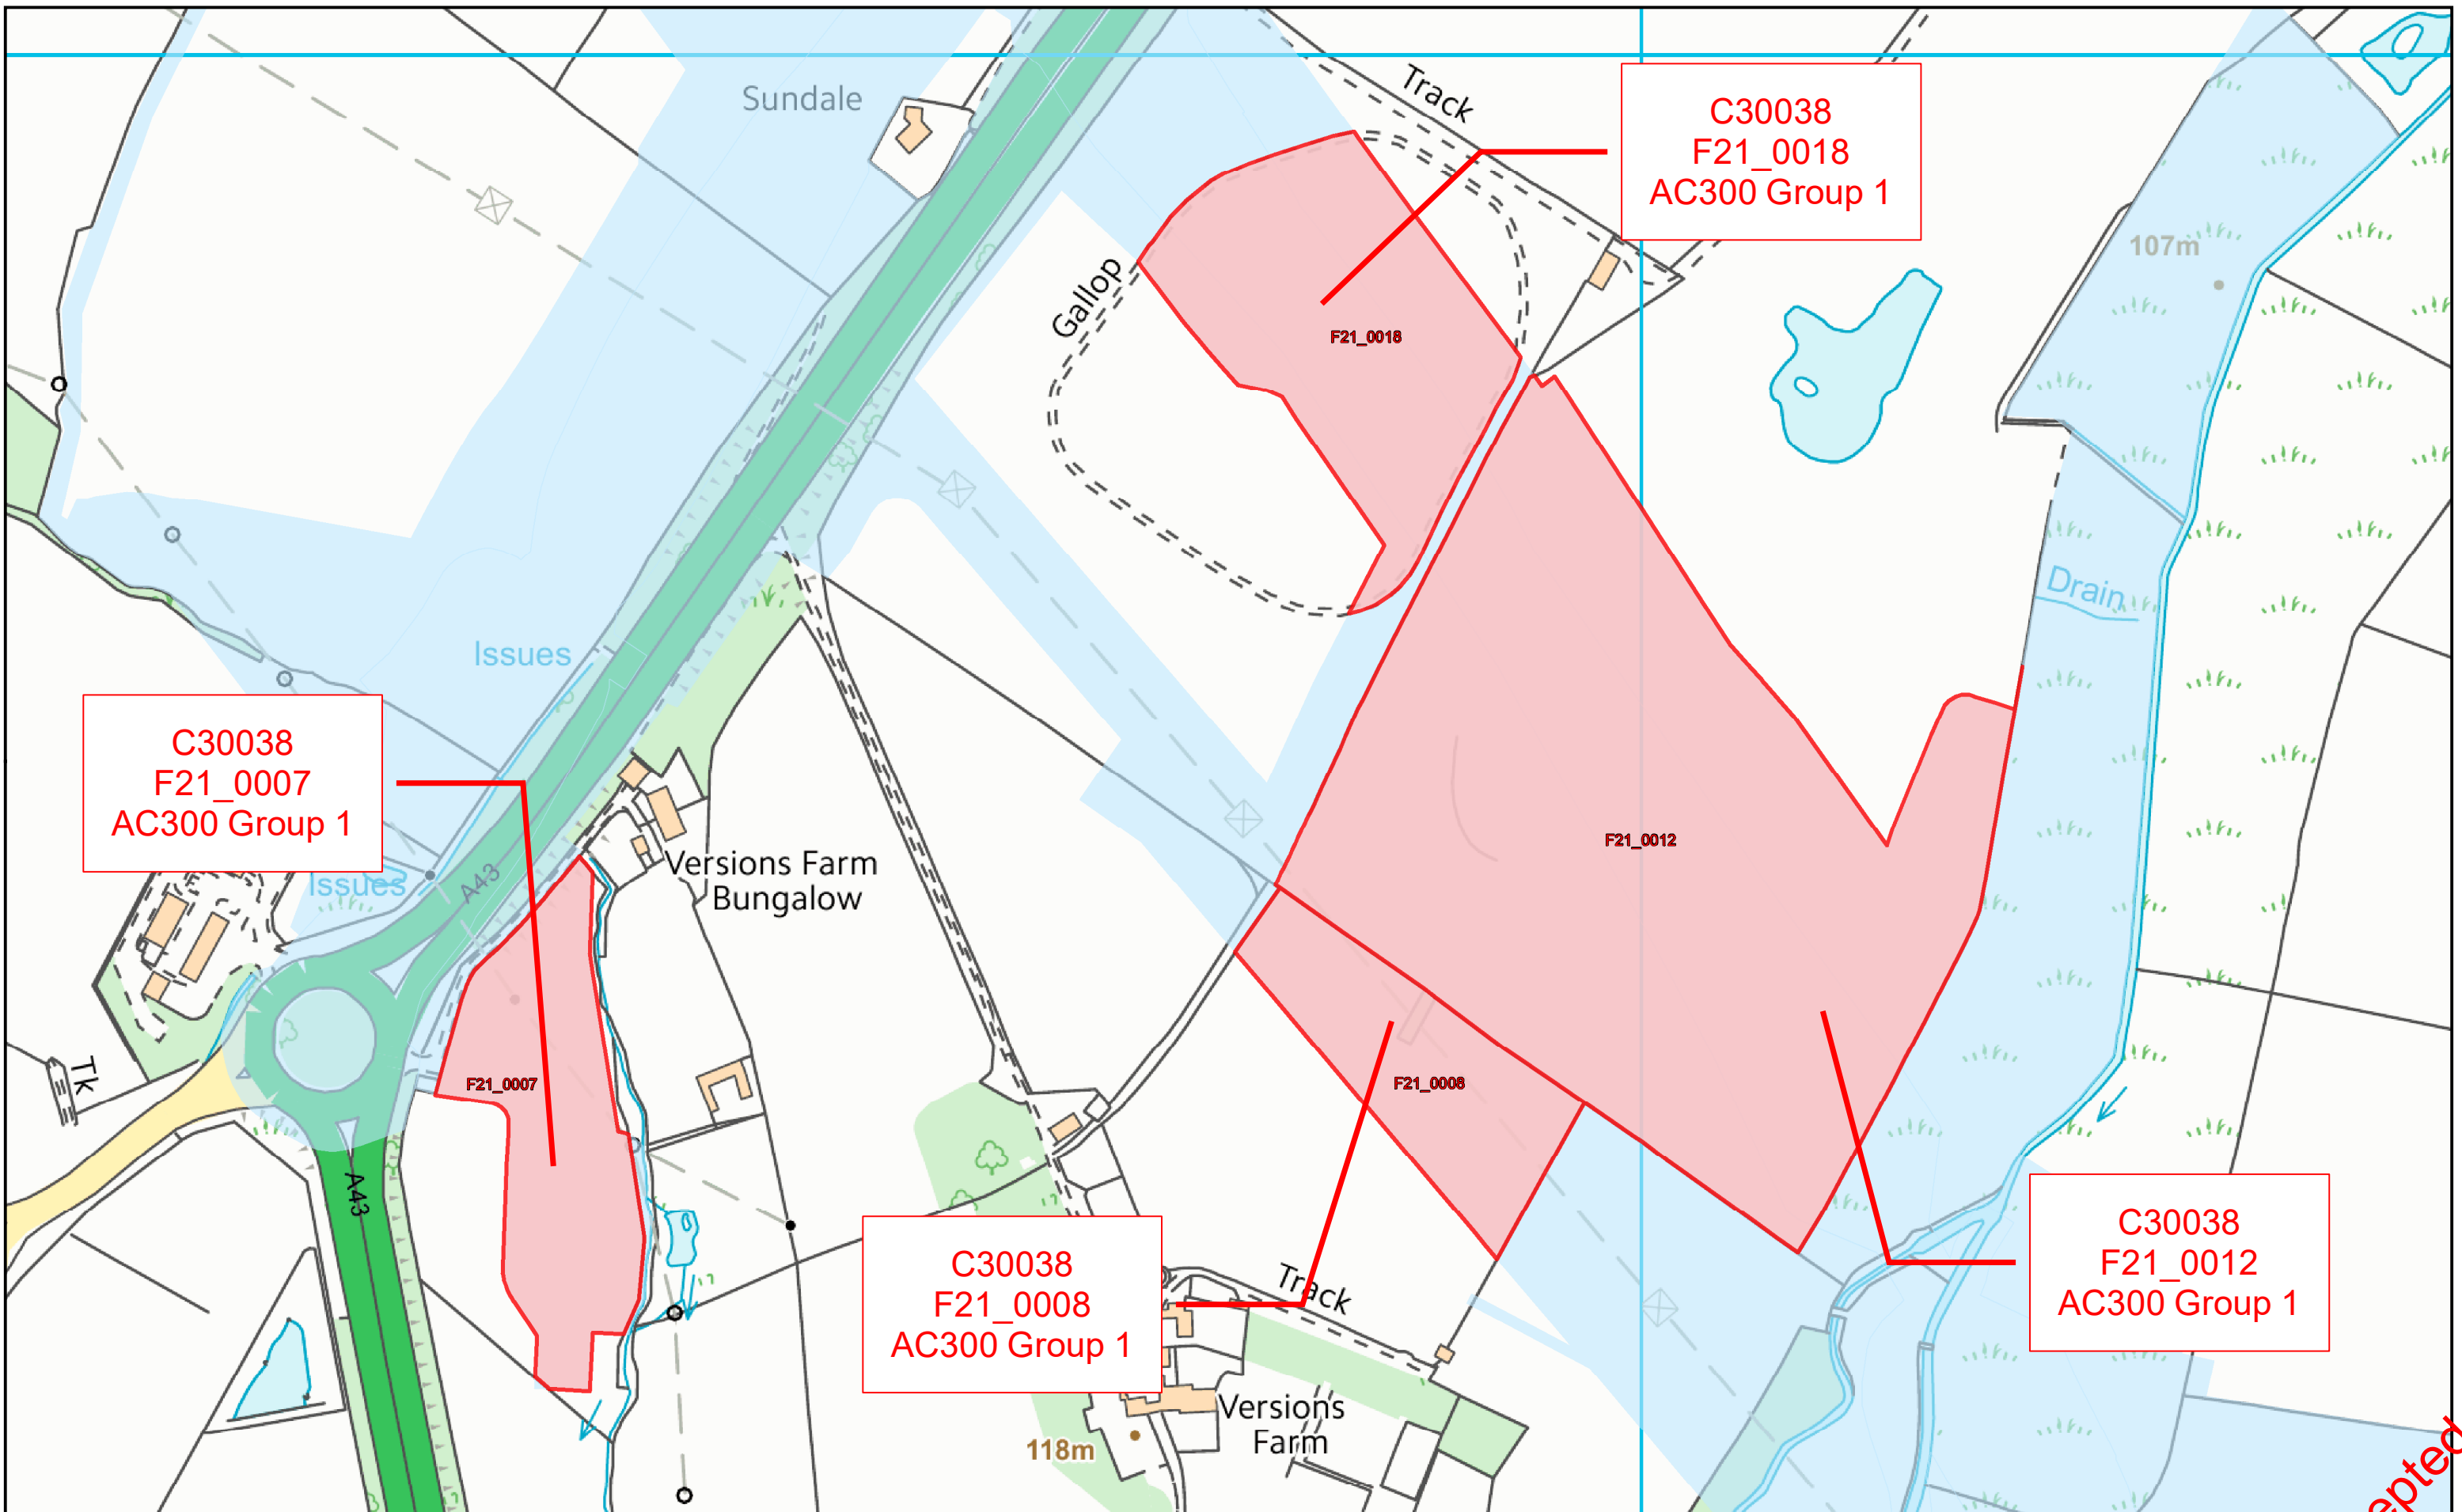 Sundale
Track
C30038
F21_0018
AC300 Group 1
107m
Gallop
F21_0018
Drain
Issues
C30038
F21_0007
AC300 Group 1
Issues
A43
Versions Farm
Bungalow
F21_0012
Tk
F21_0007
F21_0008
A43
C30038
F21_0008
AC300 Group 1
Track
C30038
F21_0012
AC300 Group 1
Versions
Farm
118m